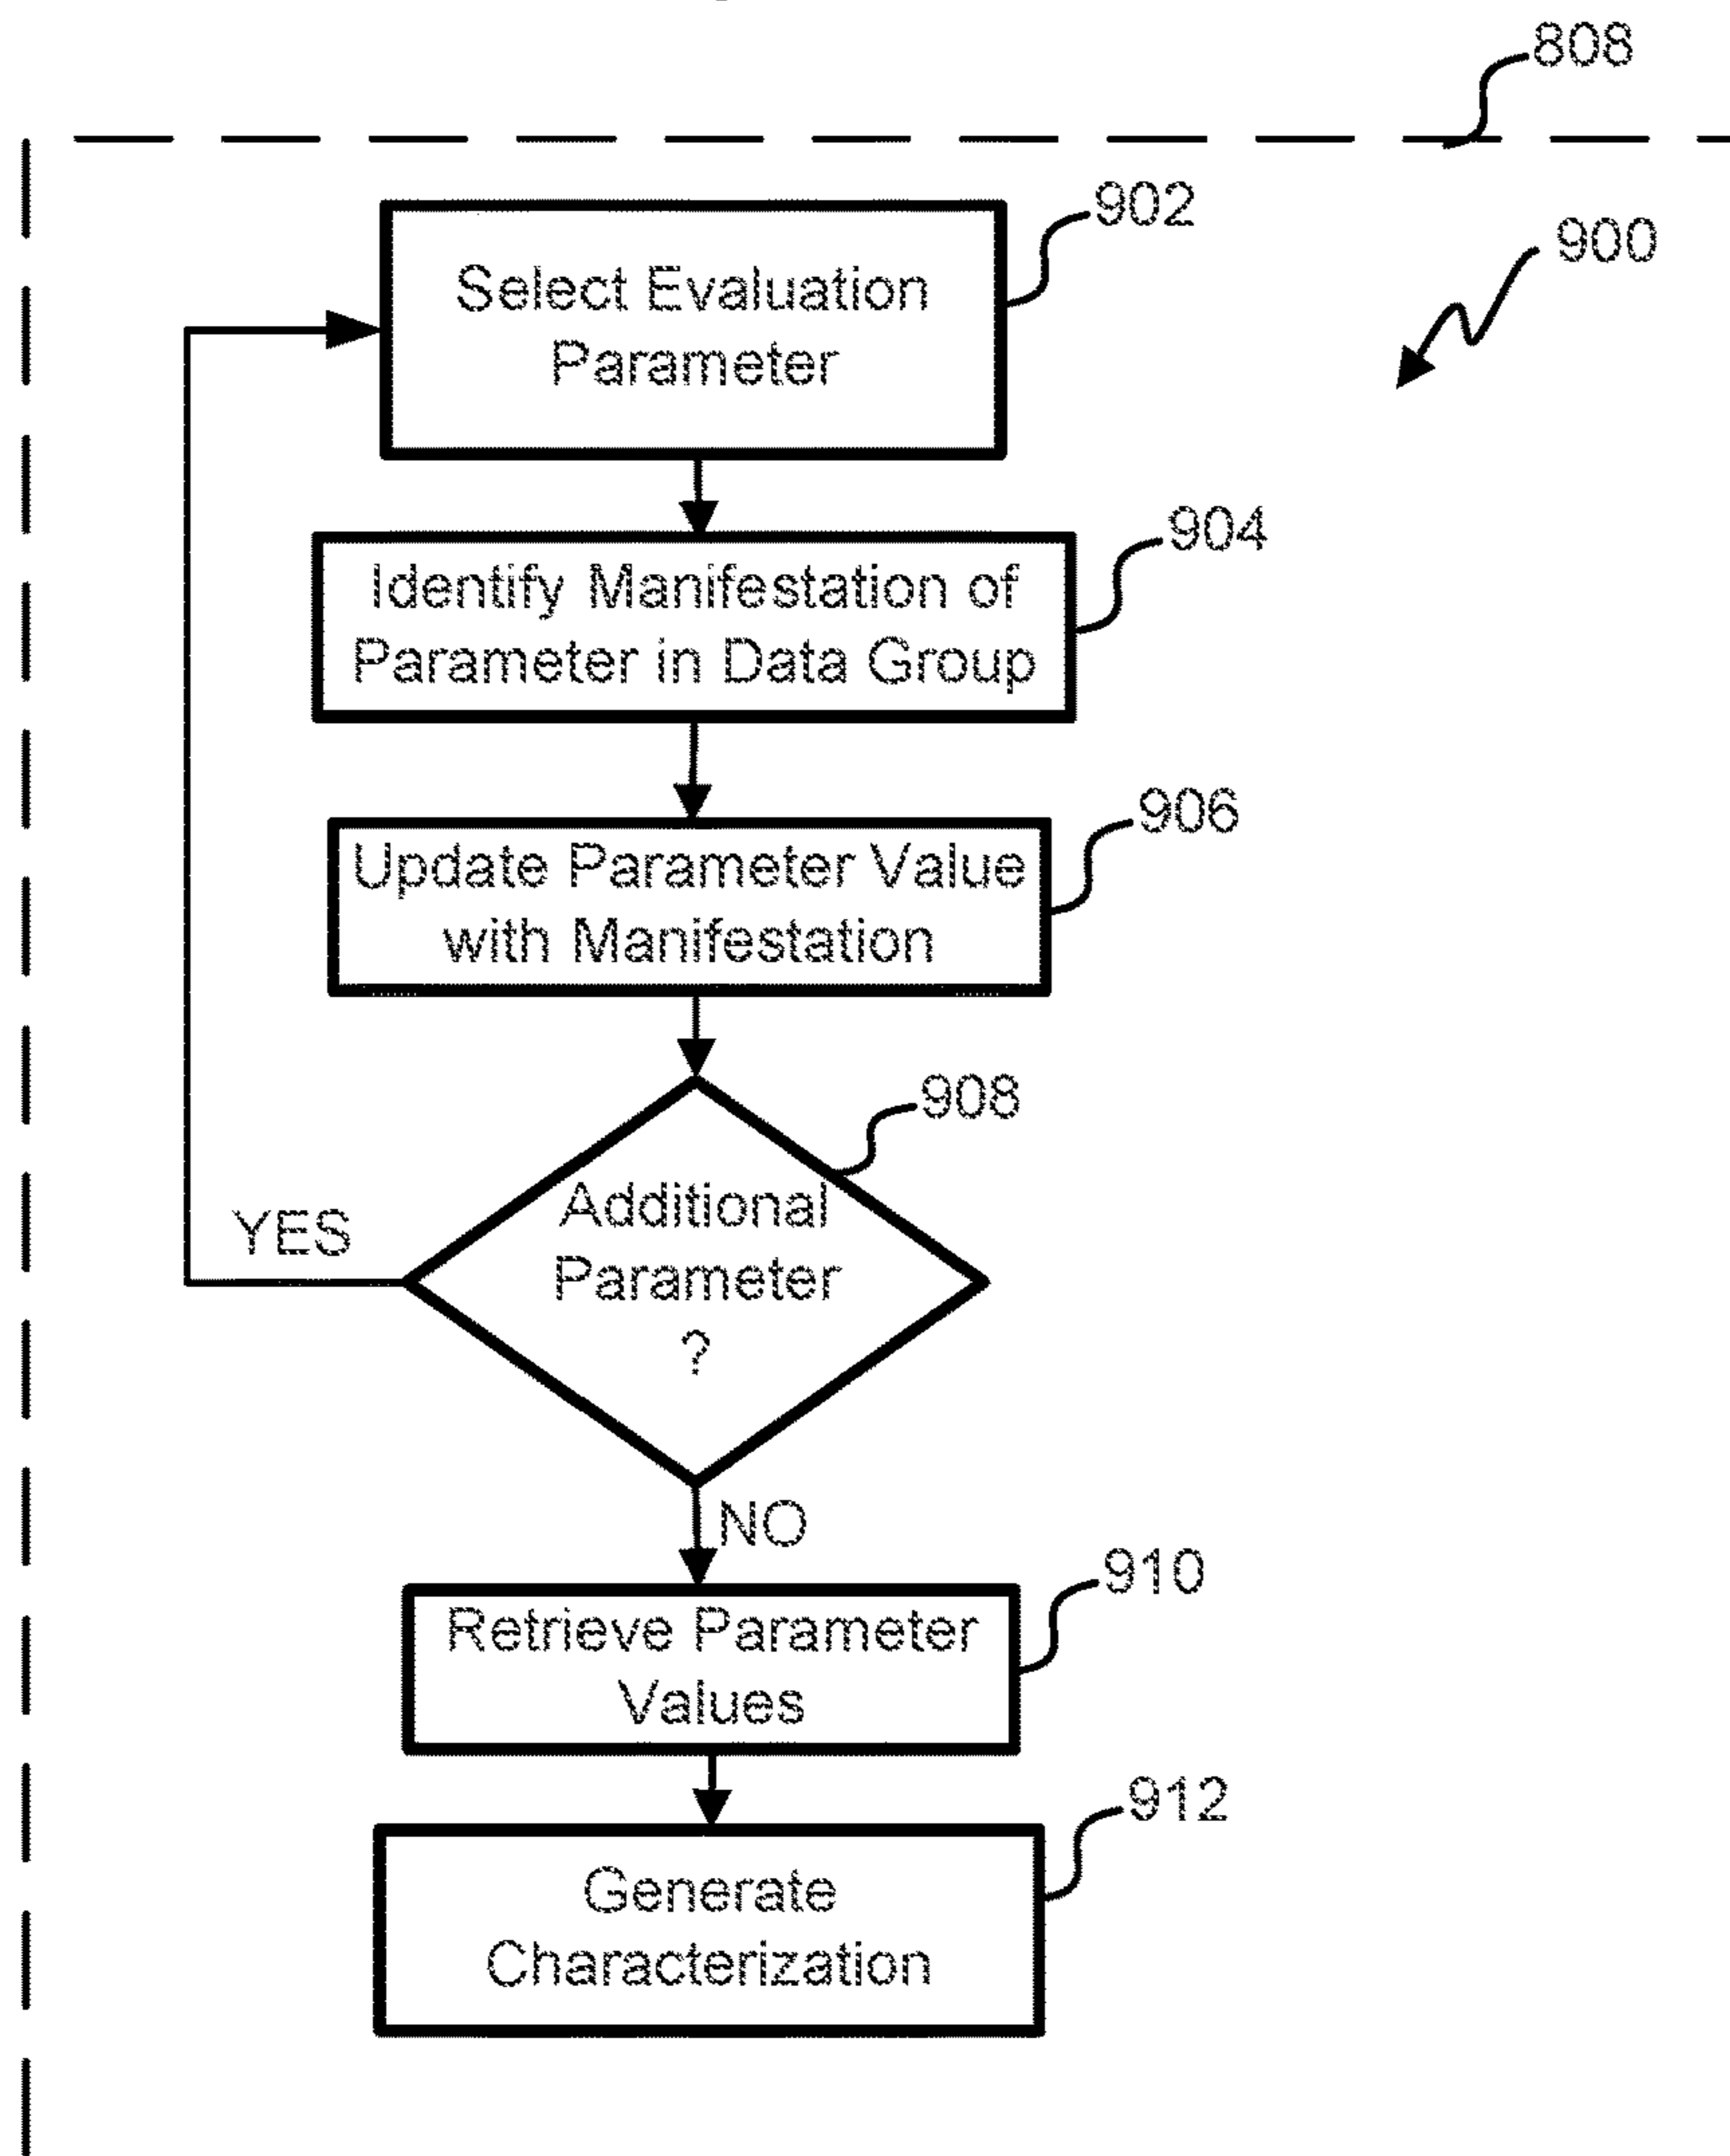 808
902
900
Select Evaluation
Parameter
904
Identify Manifestation of
Parameter in Data Group
906
Update Parameter Value
with Manifestation
908
Additional
Parameter
?
YES
NO
910
Retrieve Parameter
Values
912
Generate
Characterization